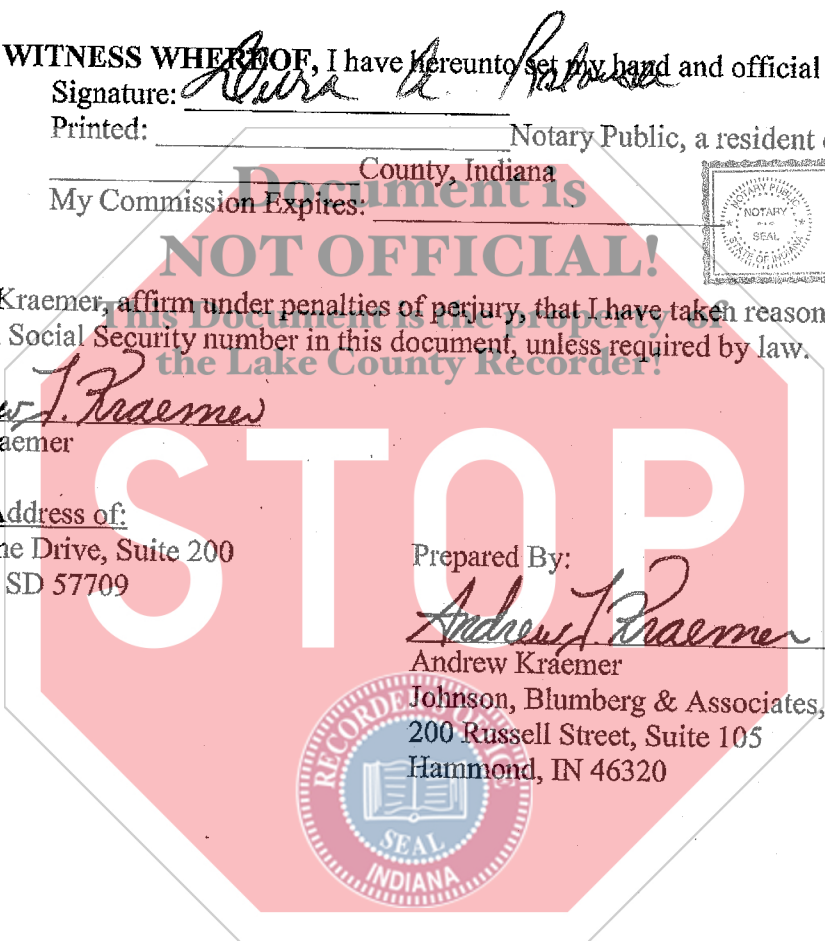 WITNESS WHEREOF, I have hereunto set my hand and official
Signature:
Printed: Notary Public, a resident
County, Indiana
My Commission Expires:
NOTARY PUBLIC
NOTARY
SEAL
STATE OF INDIANA
Document is
NOT OFFICIAL!
This Document is the property of
the Lake County Recorder!
Kraemer, affirm under penalties of perjury, that I have taken reason
Social Security number in this document, unless required by law.
Kraemer
aemer
Address of:
ne Drive, Suite 200
SD 57709
STOP
Prepared By:
Andrew J. Kraemer
Andrew Kraemer
Johnson, Blumberg & Associates,
200 Russell Street, Suite 105
Hammond, IN 46320
RECORDER'S OFFICE
SEAL
INDIANA